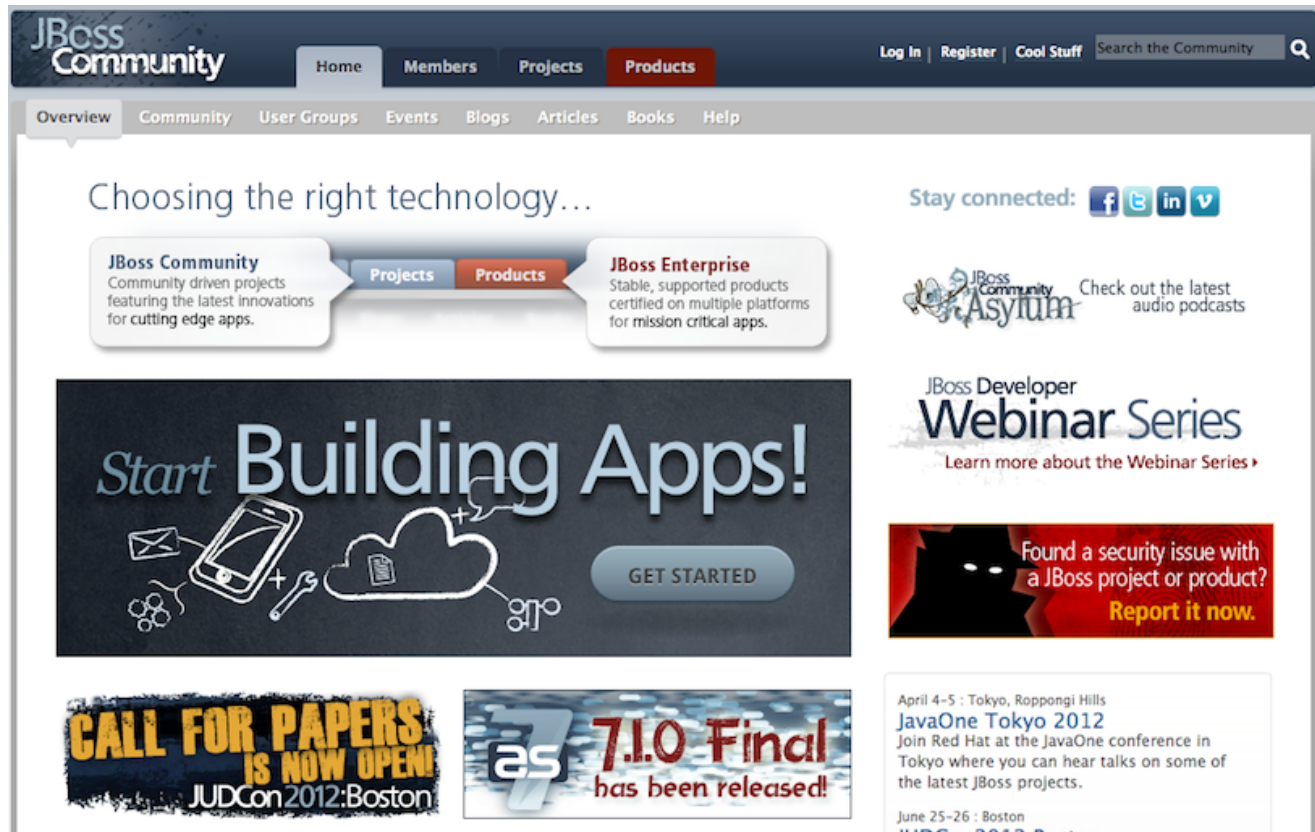 JBoss
Community
Home
Members
Projects
Products
Log In | Register | Cool Stuff
Search the Community
Overview
Community
User Groups
Events
Blogs
Articles
Books
Help
Choosing the right technology...
JBoss Community
Community driven projects
featuring the latest innovations
for cutting edge apps.
Projects
Products
JBoss Enterprise
Stable, supported products
certified on multiple platforms
for mission critical apps.
Stay connected:
JBoss
Community
Asylum
Check out the latest
audio podcasts
JBoss Developer
Webinar Series
Learn more about the Webinar Series
Start Building Apps!
GET STARTED
Found a security issue with
a JBoss project or product?
Report it now.
CALL FOR PAPERS
IS NOW OPEN!
JUDCon2012:Boston
7
as
7.1.0 Final
has been released!
April 4-5 : Tokyo, Roppongi Hills
JavaOne Tokyo 2012
Join Red Hat at the JavaOne conference in
Tokyo where you can hear talks on some of
the latest JBoss projects.
June 25-26 : Boston